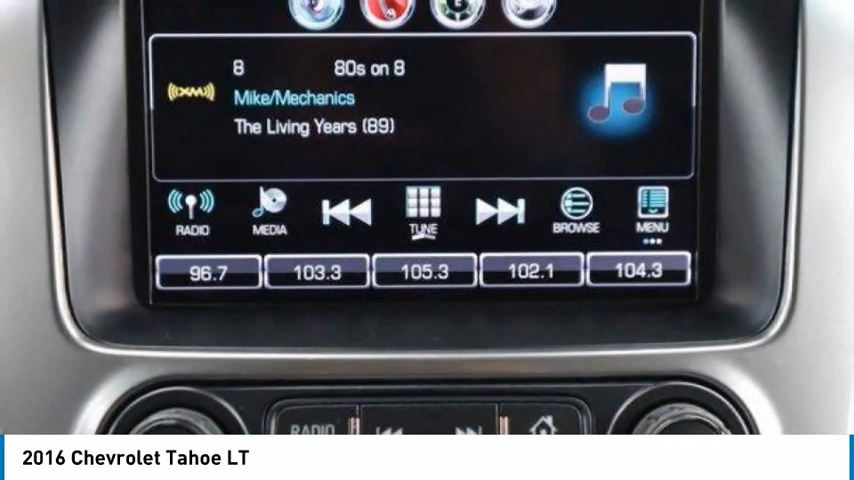 8 80s on 8
((XM)) Mike/Mechanics
The Living Years (89)
RADIO MEDIA TUNE BROWSE MENU
96.7 103.3 105.3 102.1 104.3
RADIO
2016 Chevrolet Tahoe LT